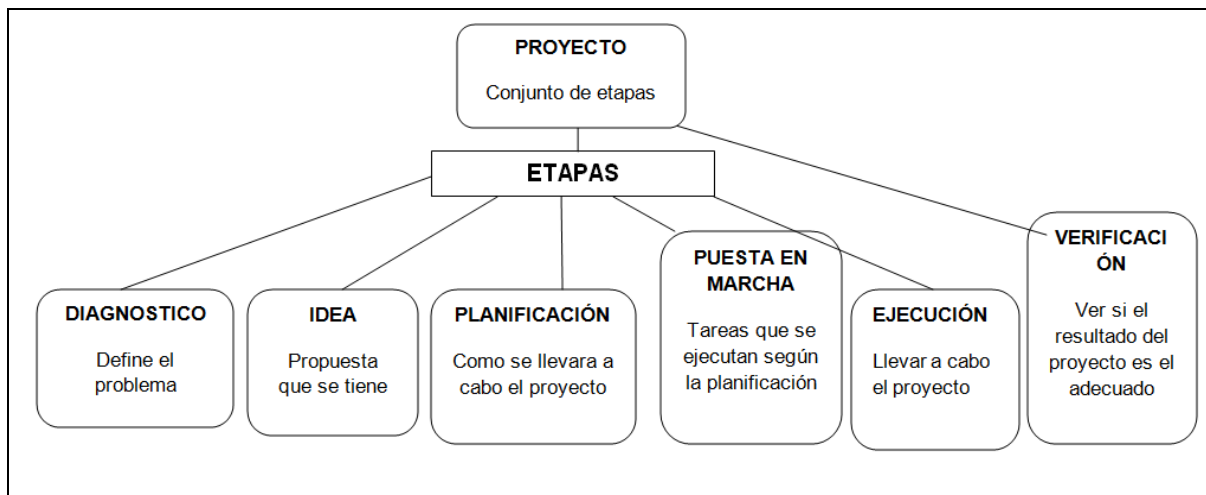 PROYECTO
Conjunto de etapas
ETAPAS
DIAGNOSTICO
Define el
problema
IDEA
Propuesta
que se tiene
PLANIFICACIÓN
Como se llevara a
cabo el proyecto
PUESTA EN
MARCHA
Tareas que se
ejecutan según
la planificación
EJECUCIÓN
Llevar a cabo
el proyecto
VERIFICACI
ÓN
Ver si el
resultado del
proyecto es el
adecuado